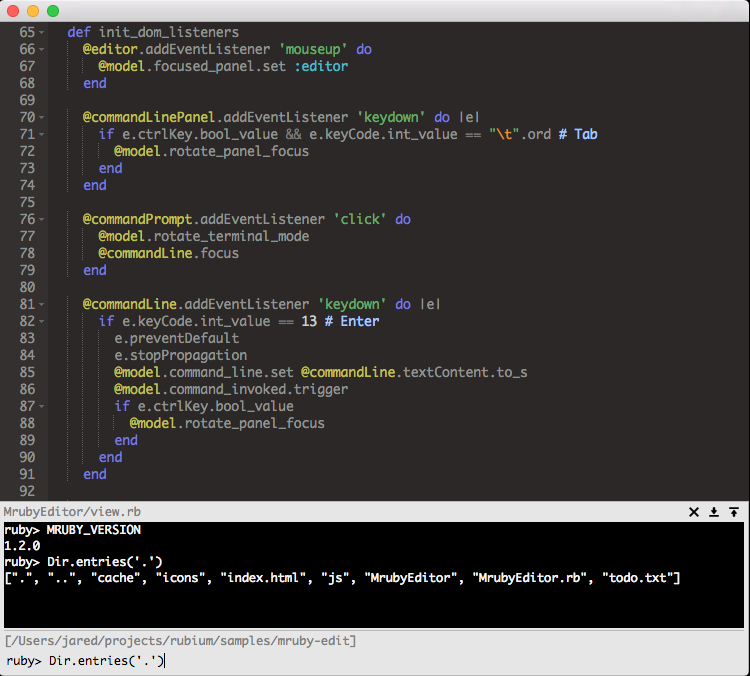 65 def init_dom_listeners
66 @editor.addEventListener 'mouseup' do
67 @model.focused_panel.set :editor
68 end
69
70 @commandLinePanel.addEventListener 'keydown' do |e|
71 if e.ctrlKey.bool_value && e.keyCode.int_value == "\t".ord # Tab
72 @model.rotate_panel_focus
73 end
74 end
75
76 @commandPrompt.addEventListener 'click' do
77 @model.rotate_terminal_mode
78 @commandLine.focus
79 end
80
81 @commandLine.addEventListener 'keydown' do |e|
82 if e.keyCode.int_value == 13 # Enter
83 e.preventDefault
84 e.stopPropagation
85 @model.command_line.set @commandLine.textContent.to_s
86 @model.command_invoked.trigger
87 if e.ctrlKey.bool_value
88 @model.rotate_panel_focus
89 end
90 end
91 end
92
MrubyEditor/view.rb
ruby> MRUBY_VERSION
1.2.0
ruby> Dir.entries('.')
[".", "..", "cache", "icons", "index.html", "js", "MrubyEditor", "MrubyEditor.rb", "todo.txt"]
[/Users/jared/projects/rubium/samples/mruby-edit]
ruby> Dir.entries('.')